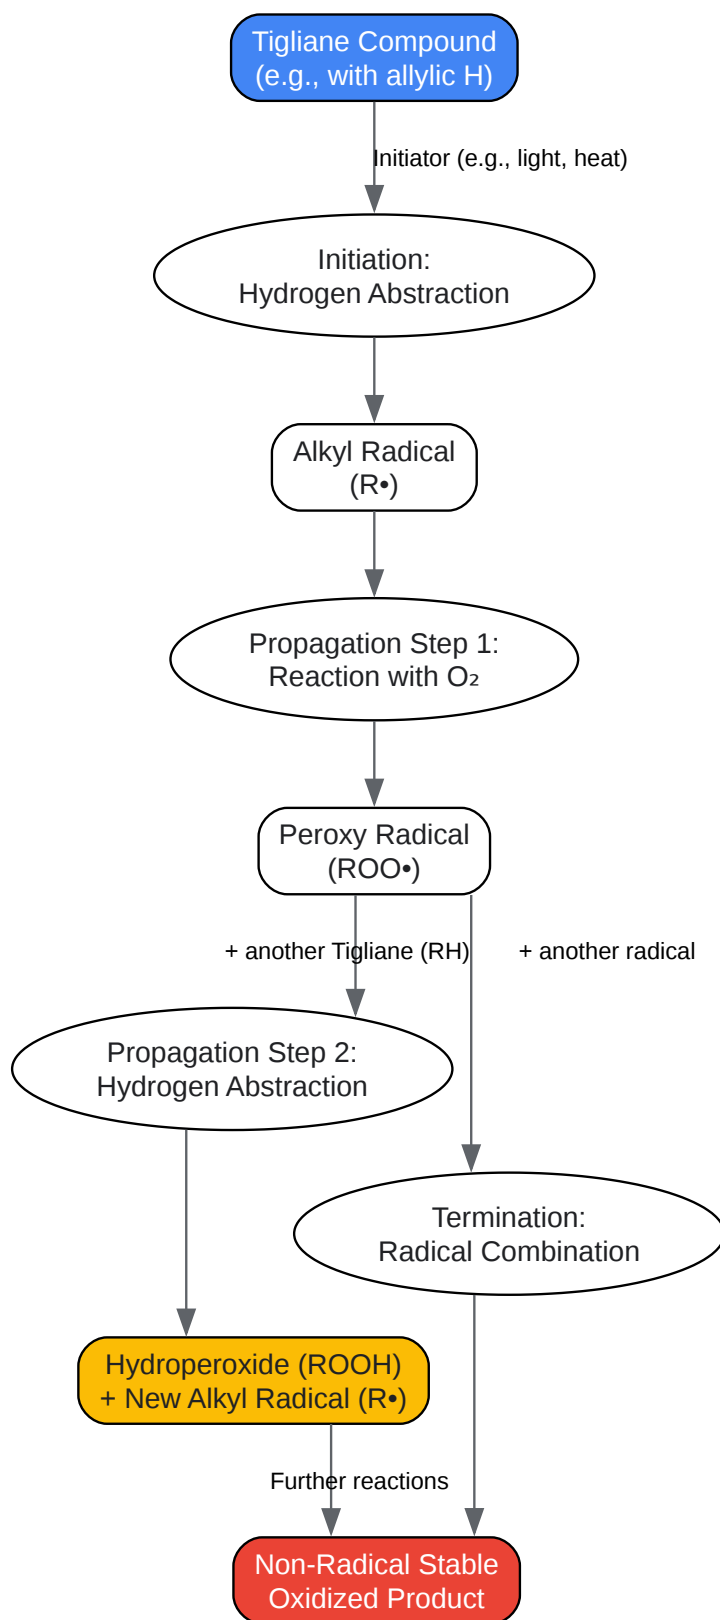 Tigliane Compound
(e.g., with allylic H)
Initiator (e.g., light, heat)
Initiation:
Hydrogen Abstraction
Alkyl Radical
(R•)
Propagation Step 1:
Reaction with O₂
Peroxy Radical
(ROO•)
+ another Tigliane (RH)
+ another radical
Propagation Step 2:
Hydrogen Abstraction
Termination:
Radical Combination
Hydroperoxide (ROOH)
+ New Alkyl Radical (R•)
Further reactions
Non-Radical Stable
Oxidized Product